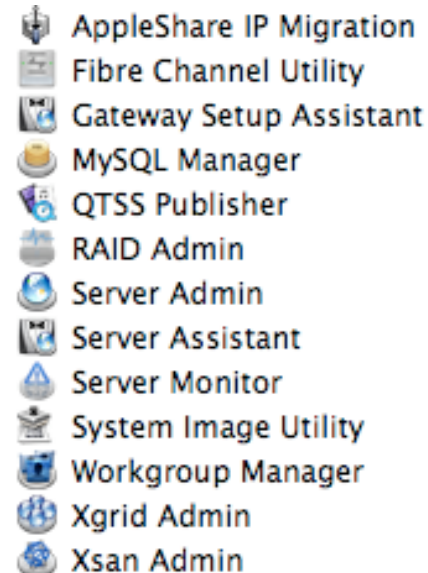 AppleShare IP Migration
Fibre Channel Utility
Gateway Setup Assistant
MySQL Manager
QTSS Publisher
RAID Admin
Server Admin
Server Assistant
Server Monitor
System Image Utility
Workgroup Manager
Xgrid Admin
Xsan Admin